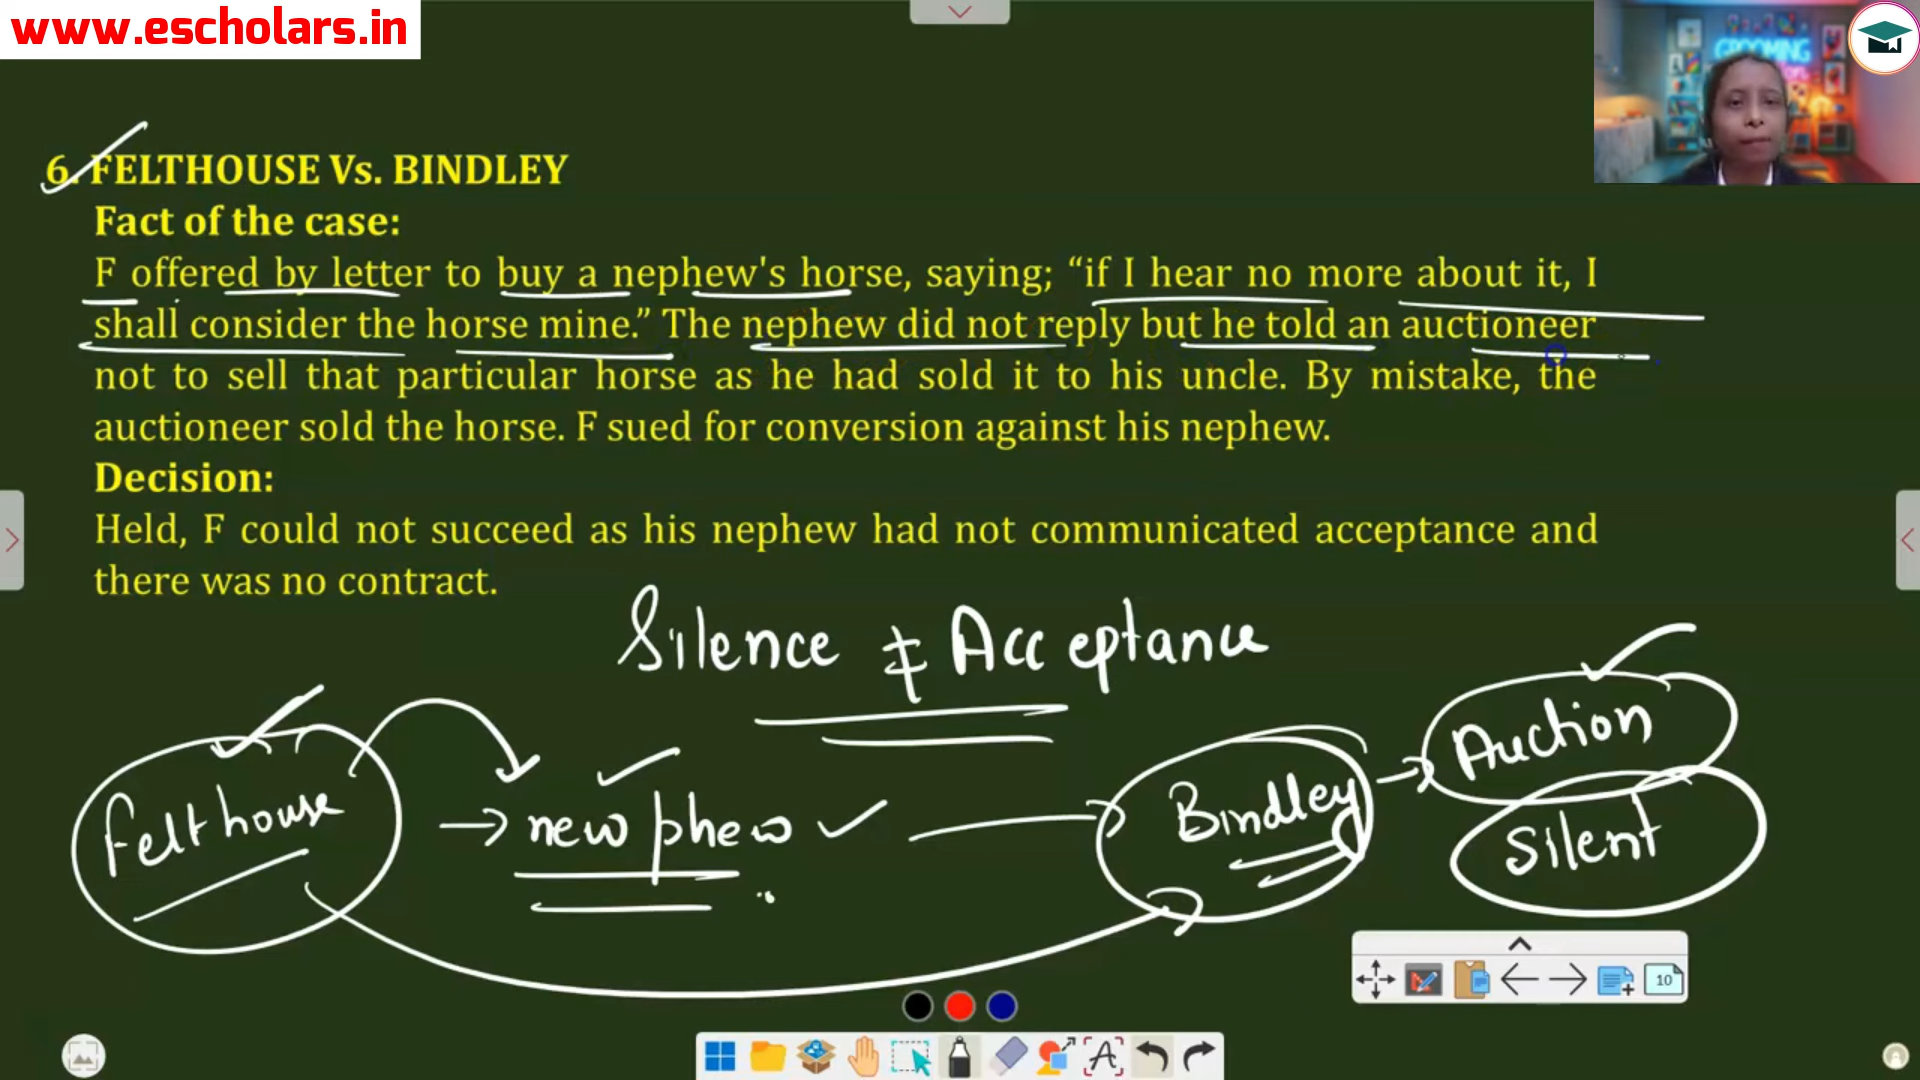 www.escholars.in
GROOMING
6. FELTHOUSE Vs. BINDLEY
Fact of the case:
F offered by letter to buy a nephew's horse, saying; “if I hear no more about it, I
shall consider the horse mine.” The nephew did not reply but he told an auctioneer
not to sell that particular horse as he had sold it to his uncle. By mistake, the
auctioneer sold the horse. F sued for conversion against his nephew.
Decision:
Held, F could not succeed as his nephew had not communicated acceptance and
there was no contract.
Silence ≠ Acceptance
Felthouse → new phew ✓ Bindley → Auction
Silent
10